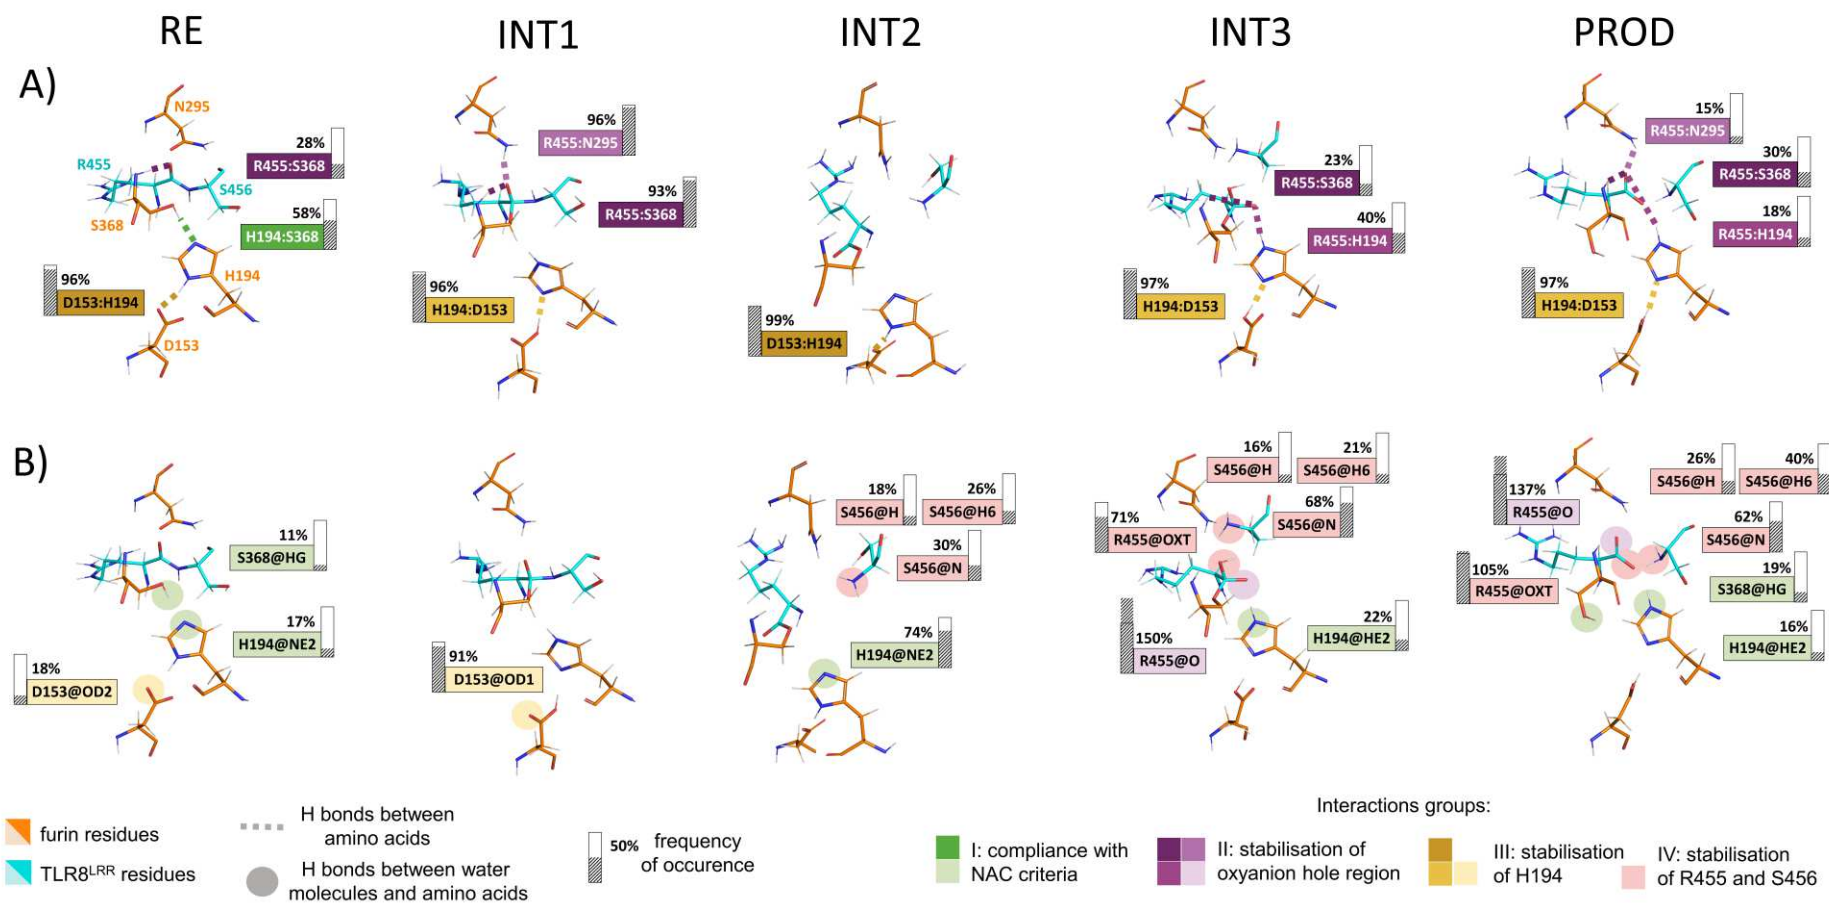 RE
INT1
INT2
INT3
PROD
A)
N295
28%
R455:S368
R455
S456
S368
58%
H194:S368
H194
96%
D153:H194
D153
96%
R455:N295
93%
R455:S368
96%
H194:D153
99%
D153:H194
23%
R455:S368
40%
R455:H194
97%
H194:D153
15%
R455:N295
30%
R455:S368
18%
R455:H194
97%
H194:D153
B)
11%
S368@HG
17%
H194@NE2
18%
D153@OD2
91%
D153@OD1
18%
S456@H
26%
S456@H6
30%
S456@N
74%
H194@NE2
16%
S456@H
21%
S456@H6
68%
S456@N
71%
R455@OXT
22%
H194@HE2
150%
R455@O
26%
S456@H
40%
S456@H6
137%
R455@O
62%
S456@N
105%
R455@OXT
19%
S368@HG
16%
H194@HE2
furin residues
TLR8LRR residues
H bonds between
amino acids
H bonds between water
molecules and amino acids
50% frequency
of occurence
Interactions groups:
I: compliance with
NAC criteria
II: stabilisation of
oxyanion hole region
III: stabilisation
of H194
IV: stabilisation
of R455 and S456